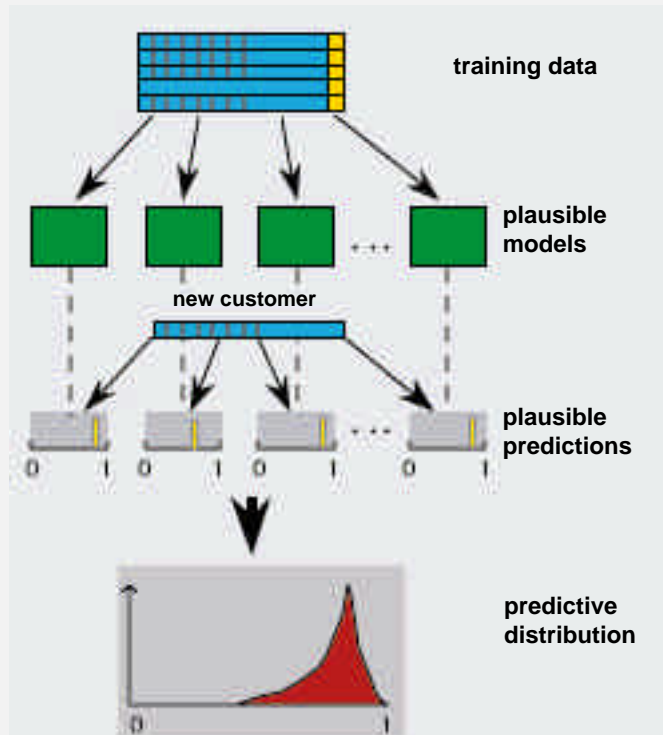 training data
plausible
models
. . .
new customer
plausible
predictions
. . .
0 1 0 1 0 1 0 1
predictive
distribution
0 1